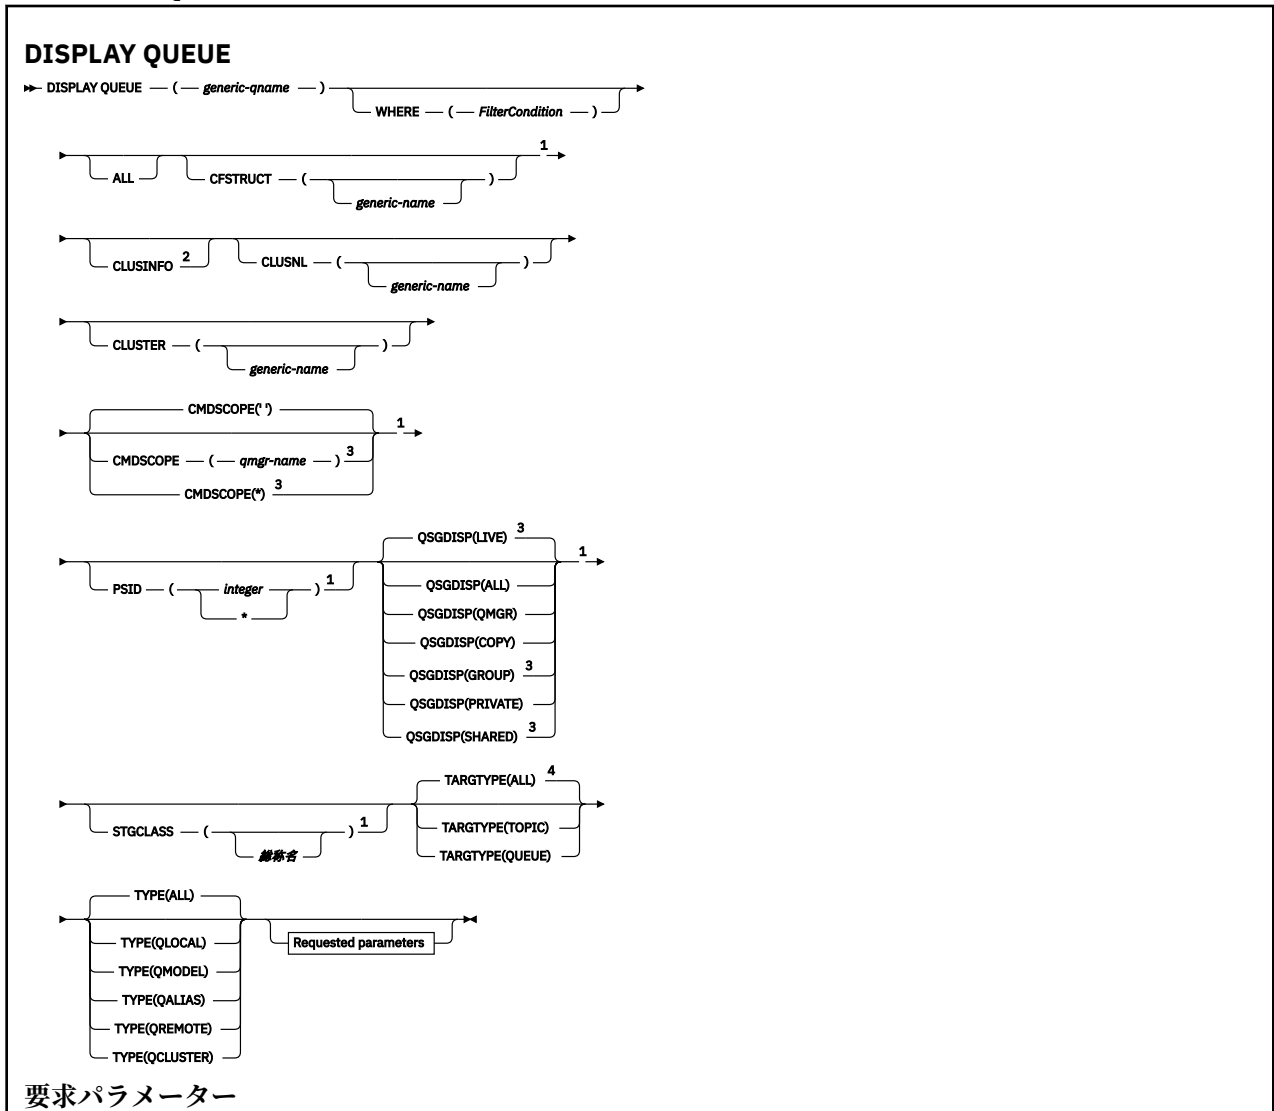 DISPLAY QUEUE
DISPLAY QUEUE ( generic-qname )
WHERE ( FilterCondition )
1
ALL CFSTRUCT ( )
generic-name
CLUSINFO 2 CLUSNL ( )
generic-name
CLUSTER ( )
generic-name
CMDSCOPE(' ')
1
CMDSCOPE ( qmgr-name ) 3
CMDSCOPE(*) 3
QSGDISP(LIVE) 3
1
PSID ( integer ) 1
QSGDISP(ALL)
*
QSGDISP(QMGR)
QSGDISP(COPY)
QSGDISP(GROUP) 3
QSGDISP(PRIVATE)
QSGDISP(SHARED) 3
TARGTYPE(ALL) 4
STGCLASS ( ) 1
TARGTYPE(TOPIC)
総称名
TARGTYPE(QUEUE)
TYPE(ALL)
TYPE(QLOCAL)
Requested parameters
TYPE(QMODEL)
TYPE(QALIAS)
TYPE(QREMOTE)
TYPE(QCLUSTER)
要求パラメーター